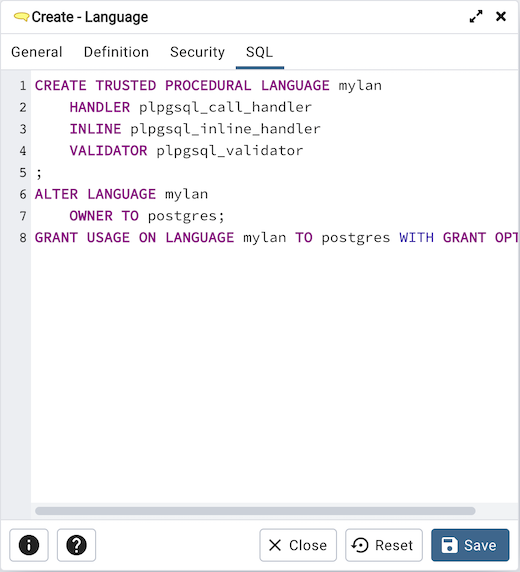 Create - Language
General Definition Security SQL
1 CREATE TRUSTED PROCEDURAL LANGUAGE mylan
2 HANDLER plpgsql_call_handler
3 INLINE plpgsql_inline_handler
4 VALIDATOR plpgsql_validator
5 ;
6 ALTER LANGUAGE mylan
7 OWNER TO postgres;
8 GRANT USAGE ON LANGUAGE mylan TO postgres WITH GRANT OPT
Close Reset Save